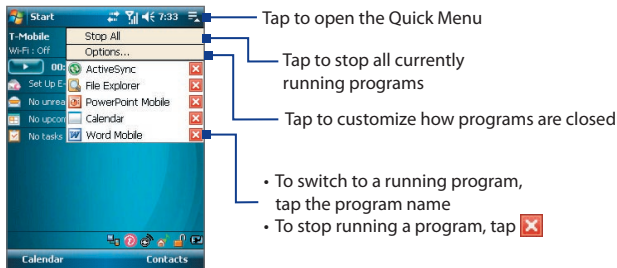 Start 7:33
T-Mobile
Wi-Fi : Off
00:
Set Up E-
No unrea
No upcon
No tasks
Stop All
Options...
ActiveSync
File Explorer
PowerPoint Mobile
Calendar
Word Mobile
Calendar Contacts
Tap to open the Quick Menu
Tap to stop all currently
running programs
Tap to customize how programs are closed
• To switch to a running program,
tap the program name
• To stop running a program, tap